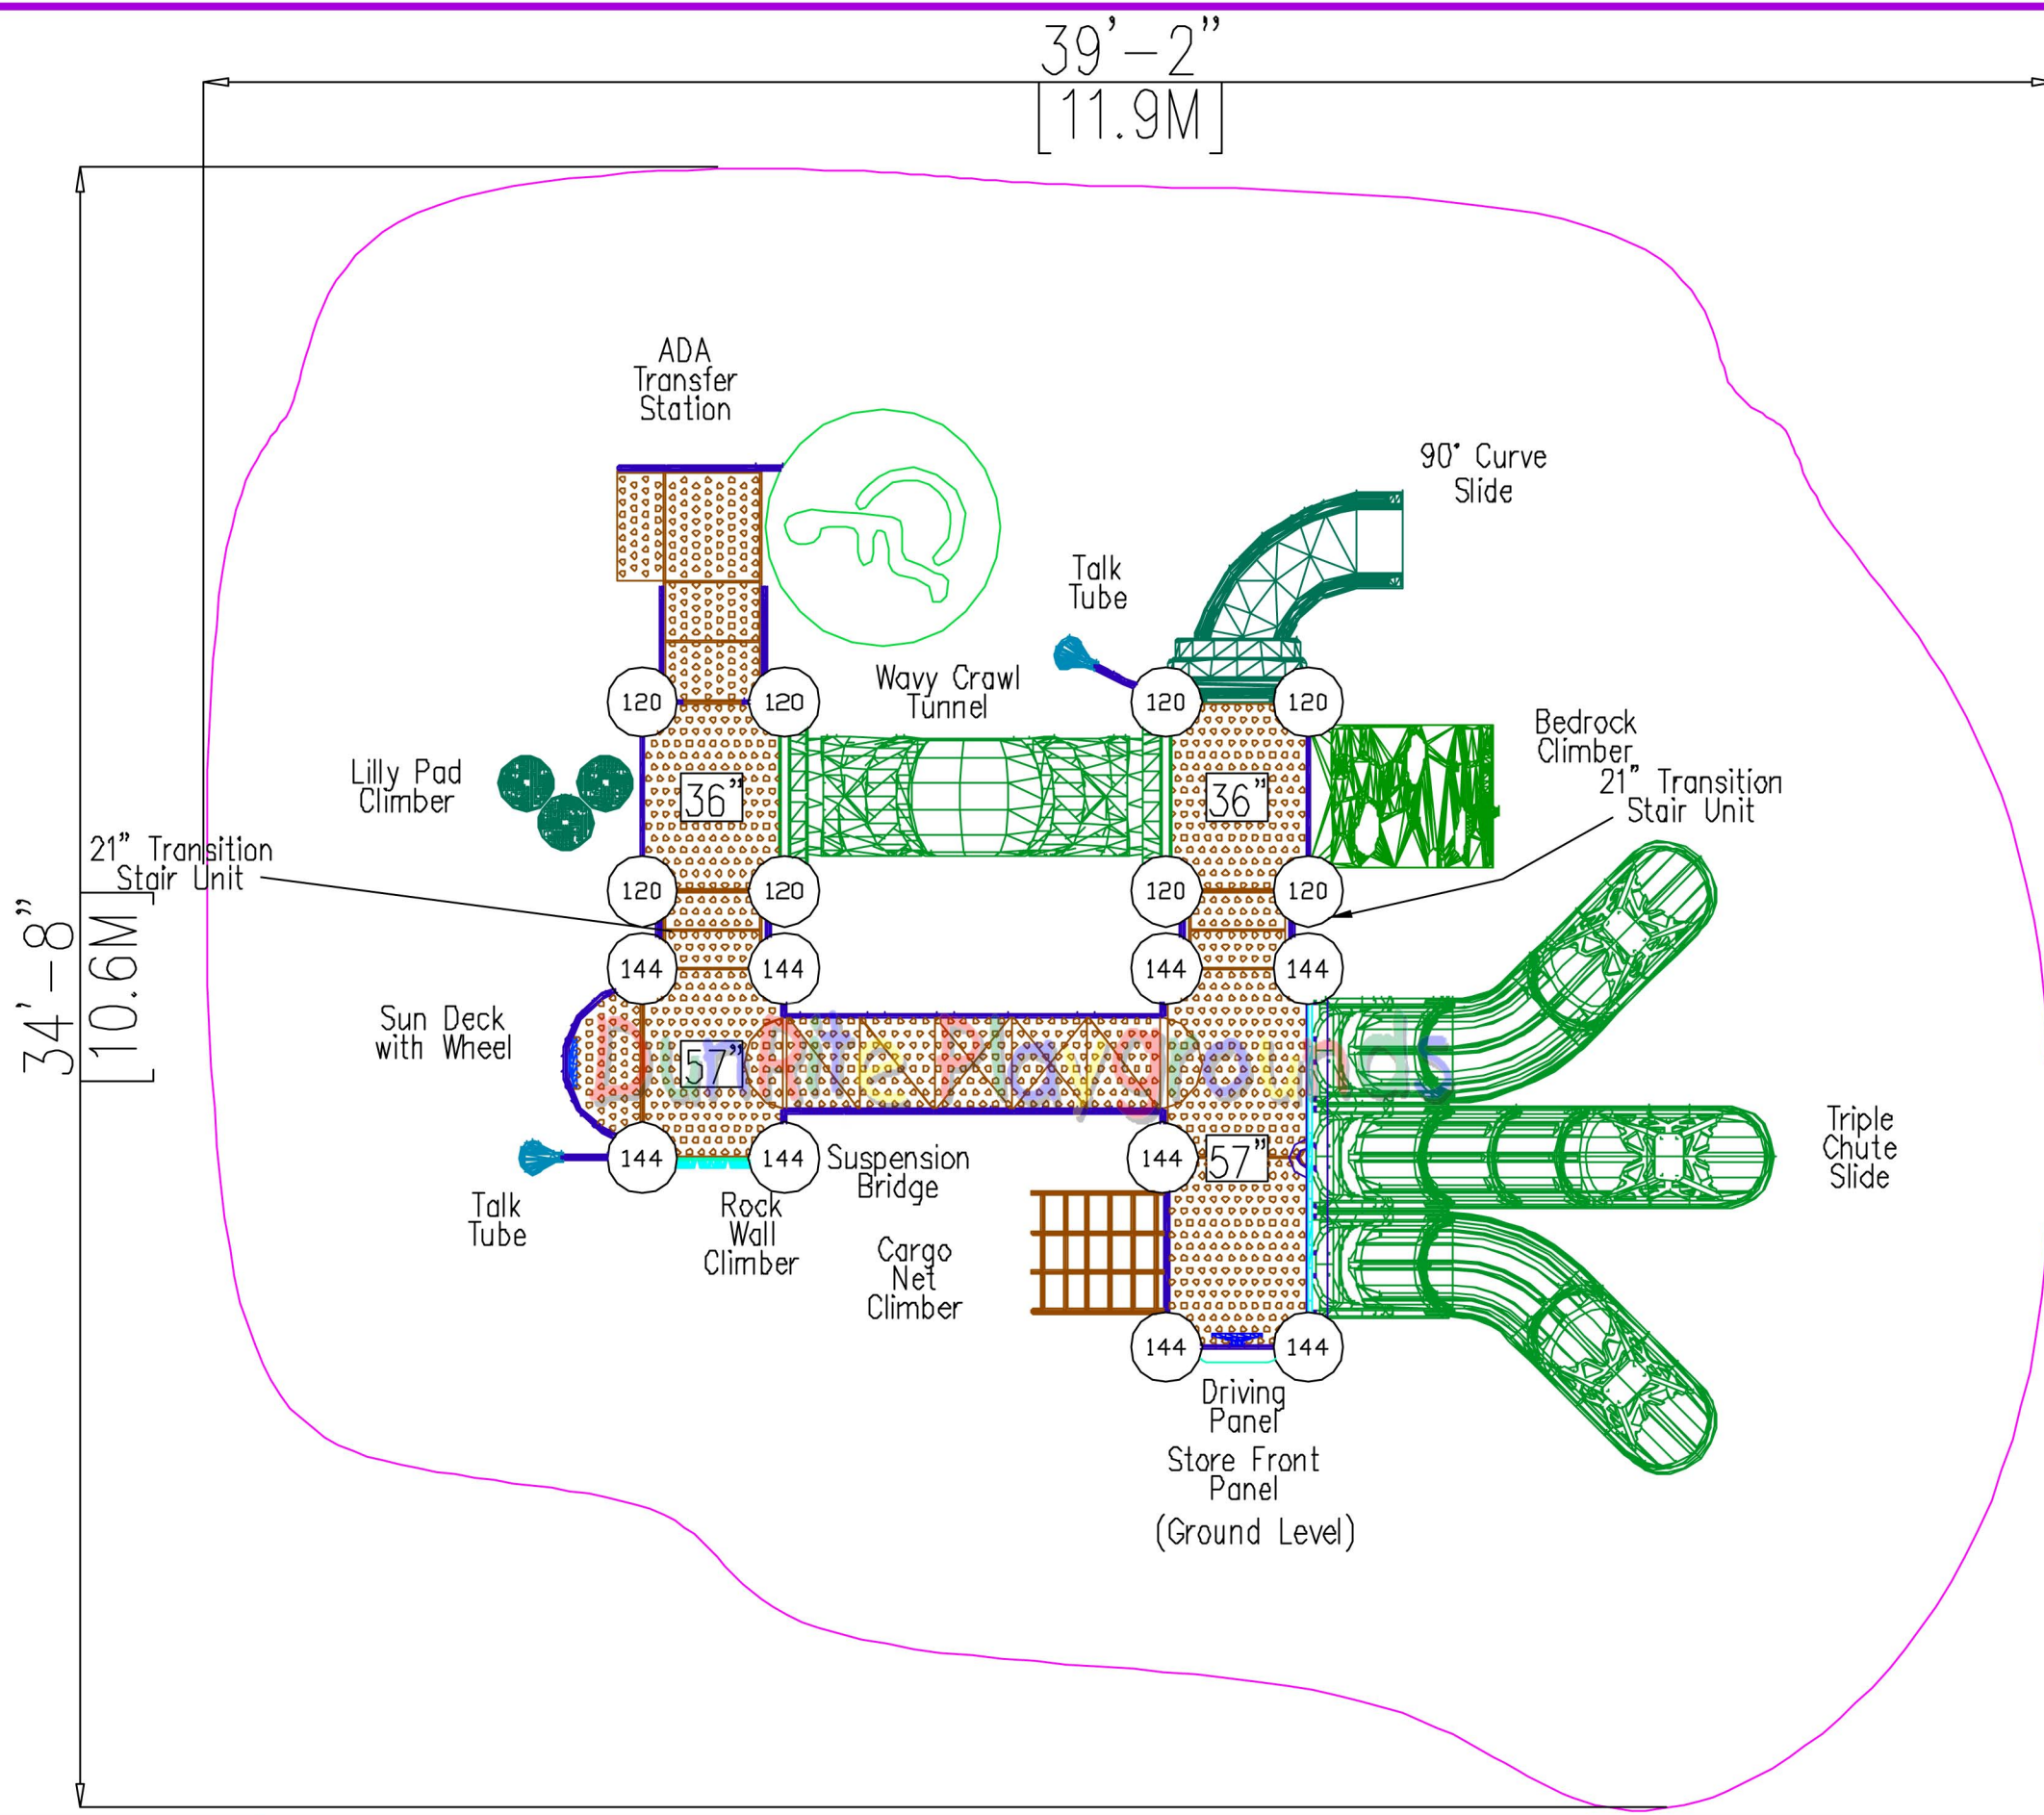 39'-2"
[11.9M]
34'-8"
[10.6M]
ADA
Transfer
Station
90° Curve
Slide
Talk
Tube
120
120
120
120
Wavy Crawl
Tunnel
Bedrock
Climber
21" Transition
Stair Unit
Lilly Pad
Climber
36"
36"
21" Transition
Stair Unit
120
120
120
120
144
144
144
144
Sun Deck
with Wheel
57"
DunRite Playgrounds
Triple
Chute
Slide
144
144
144
57"
Suspension
Bridge
Talk
Tube
Rock
Wall
Climber
Cargo
Net
Climber
144
144
Driving
Panel
Store Front
Panel
(Ground Level)